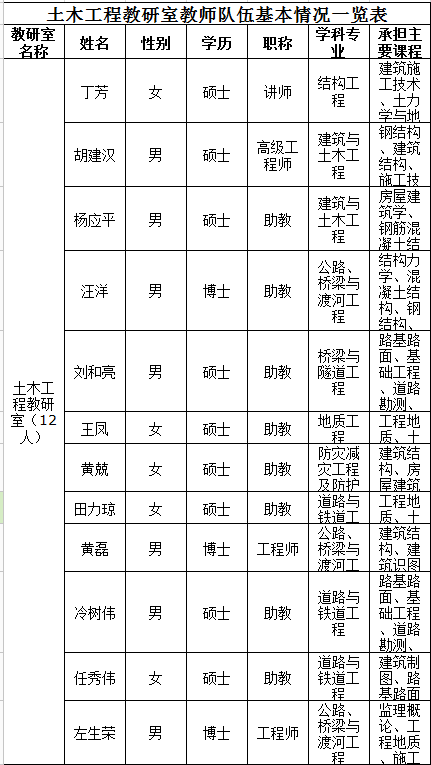 土木工程教研室教师队伍基本情况一览表
教研室名称 姓名 性别 学历 职称 学科专业 承担主要课程
土木工程教研室（12人）
丁芳 女 硕士 讲师 结构工程 建筑施工技术、土力学与地
胡建汉 男 硕士 高级工程师 建筑与土木工程 钢结构、建筑结构、施工技
杨应平 男 硕士 助教 建筑与土木工程 房屋建筑学、钢筋混凝土结
汪洋 男 博士 助教 公路、桥梁与渡河工程 结构力学、混凝土结构、钢结构、
刘和亮 男 硕士 助教 桥梁与隧道工程 路基路面、基础工程、道路勘测、
王凤 女 硕士 助教 地质工程 工程地质、土
黄兢 女 硕士 助教 防灾减灾工程及防护 建筑结构、房屋建筑
田力琼 女 硕士 助教 道路与铁道工 工程地质、土
黄磊 男 博士 工程师 公路、桥梁与渡河工 建筑结构、建筑识图
冷树伟 男 硕士 助教 道路与铁道工程 路基路面、基础工程、道路勘测、
任秀伟 女 硕士 助教 道路与铁道工程 建筑制图、路基路面
左生荣 男 博士 工程师 公路、桥梁与渡河工程 监理概论、工程地质、施工